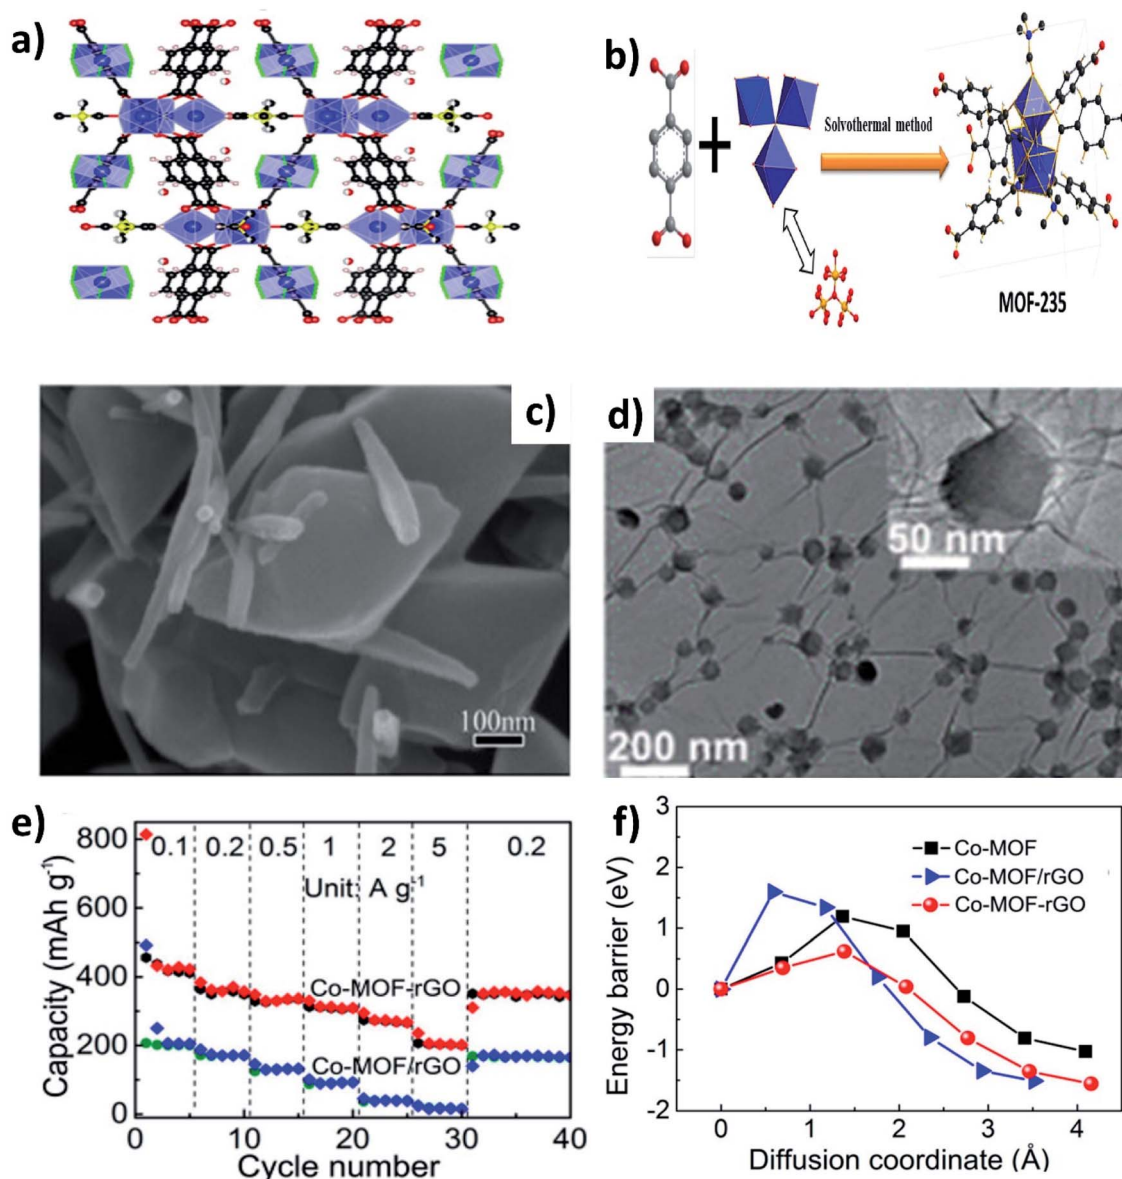 a)
b)
Solvothermal method
MOF-235
c)
100nm
d)
50 nm
200 nm
e)
800
600
400
200
0
0.1 0.2 0.5 1 2 5 0.2
Unit: A g⁻¹
Co-MOF-rGO
Co-MOF/rGO
0 10 20 30 40
Capacity (mAh g⁻¹)
Cycle number
f)
3
2
1
0
-1
-2
Co-MOF
Co-MOF/rGO
Co-MOF-rGO
0 1 2 3 4
Energy barrier (eV)
Diffusion coordinate (Å)